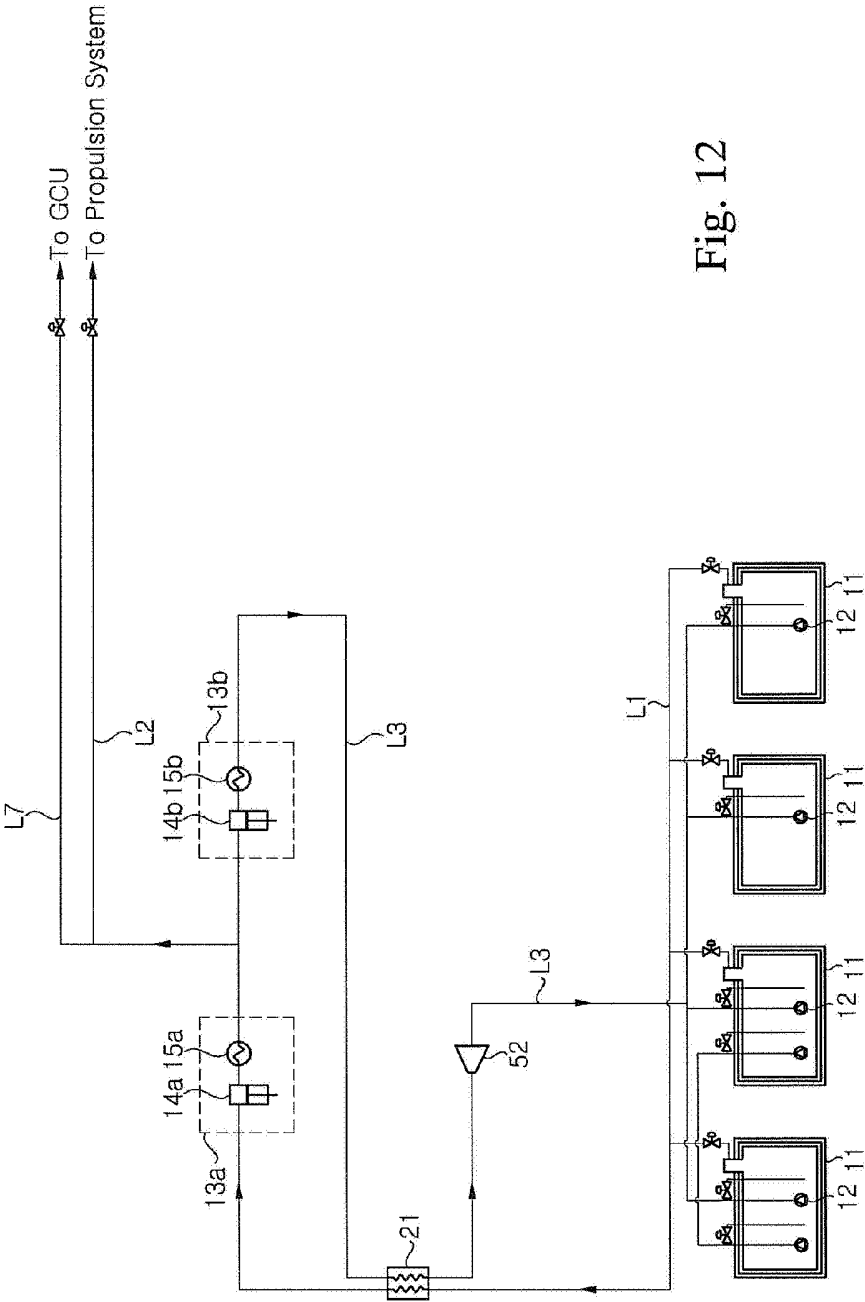 To GCU
To Propulsion System
L7
L2
13b
14b 15b
L3
14a 15a
13a
21
52
L3
L1
11
12
11
12
11
12
11
12
Fig. 12